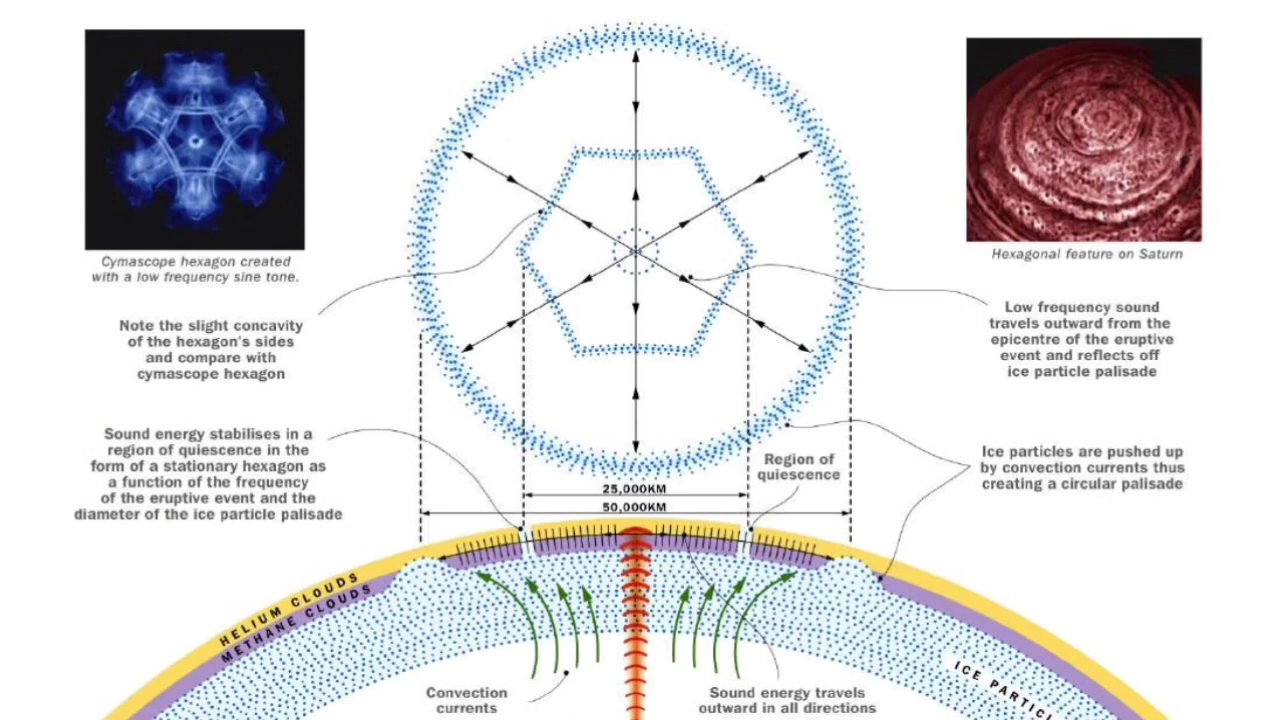 Cymascope hexagon created
with a low frequency sine tone.
Hexagonal feature on Saturn
Note the slight concavity
of the hexagon's sides
and compare with
cymascope hexagon
Low frequency sound
travels outward from the
epicentre of the eruptive
event and reflects off
ice particle palisade
Sound energy stabilises in a
region of quiescence in the
form of a stationary hexagon as
a function of the frequency
of the eruptive event and the
diameter of the ice particle palisade
Region of
quiescence
Ice particles are pushed up
by convection currents thus
creating a circular palisade
25,000KM
50,000KM
HELIUM CLOUDS
METHANE CLOUDS
ICE PARTICL
Convection
currents
Sound energy travels
outward in all directions